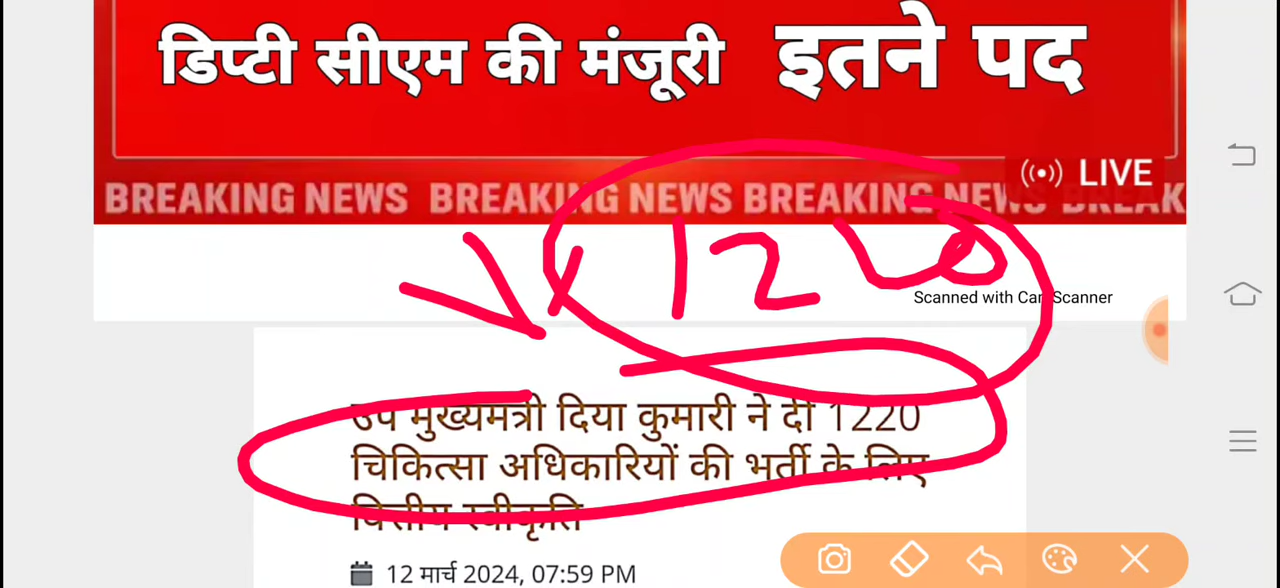 डिप्टी सीएम की मंजूरी इतने पद
LIVE
BREAKING NEWS BREAKING NEWS BREAKING NEWS BREAK
1220
Scanned with CamScanner
उप मुख्यमंत्री दिया कुमारी ने दी 1220
चिकित्सा अधिकारियों की भर्ती के लिए
वित्तीय स्वीकृति
12 मार्च 2024, 07:59 PM